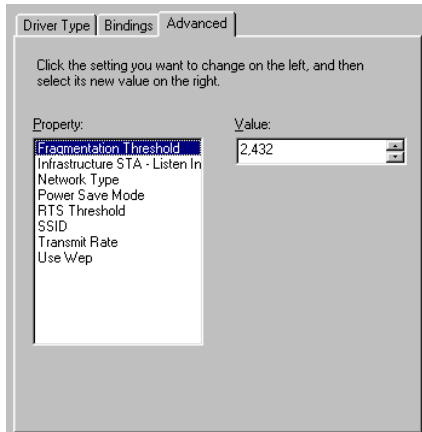 Driver Type Bindings Advanced
Click the setting you want to change on the left, and then
select its new value on the right.
Property:
Fragmentation Threshold
Infrastructure STA - Listen In
Network Type
Power Save Mode
RTS Threshold
SSID
Transmit Rate
Use Wep
Value:
2,432